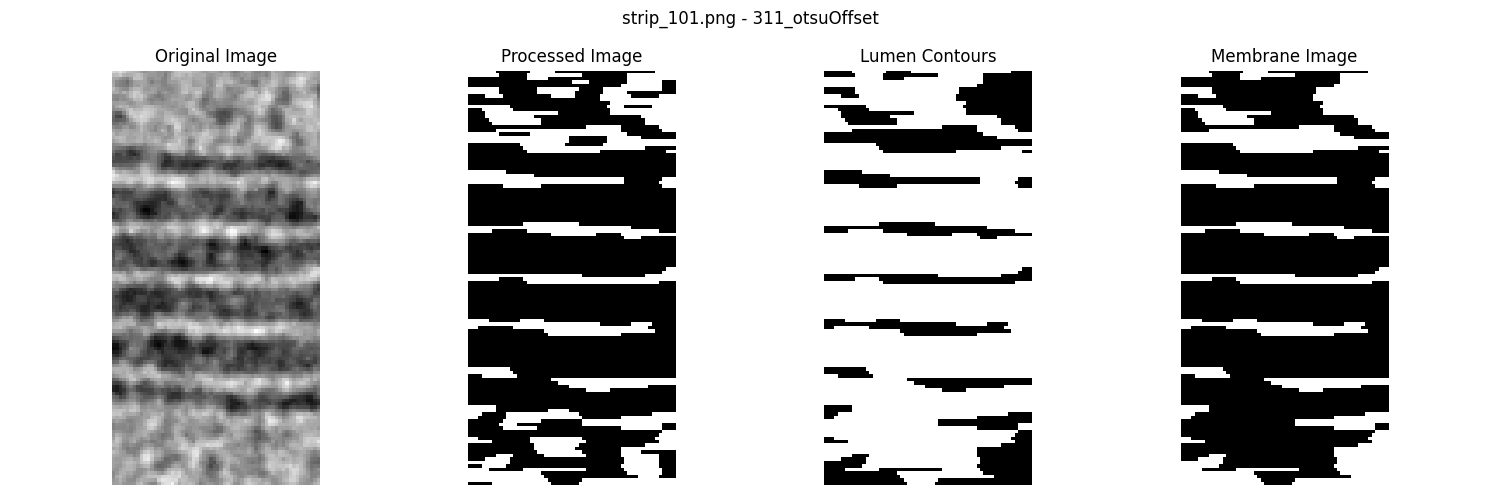 strip_101.png - 311_otsuOffset
Original Image
Processed Image
Lumen Contours
Membrane Image